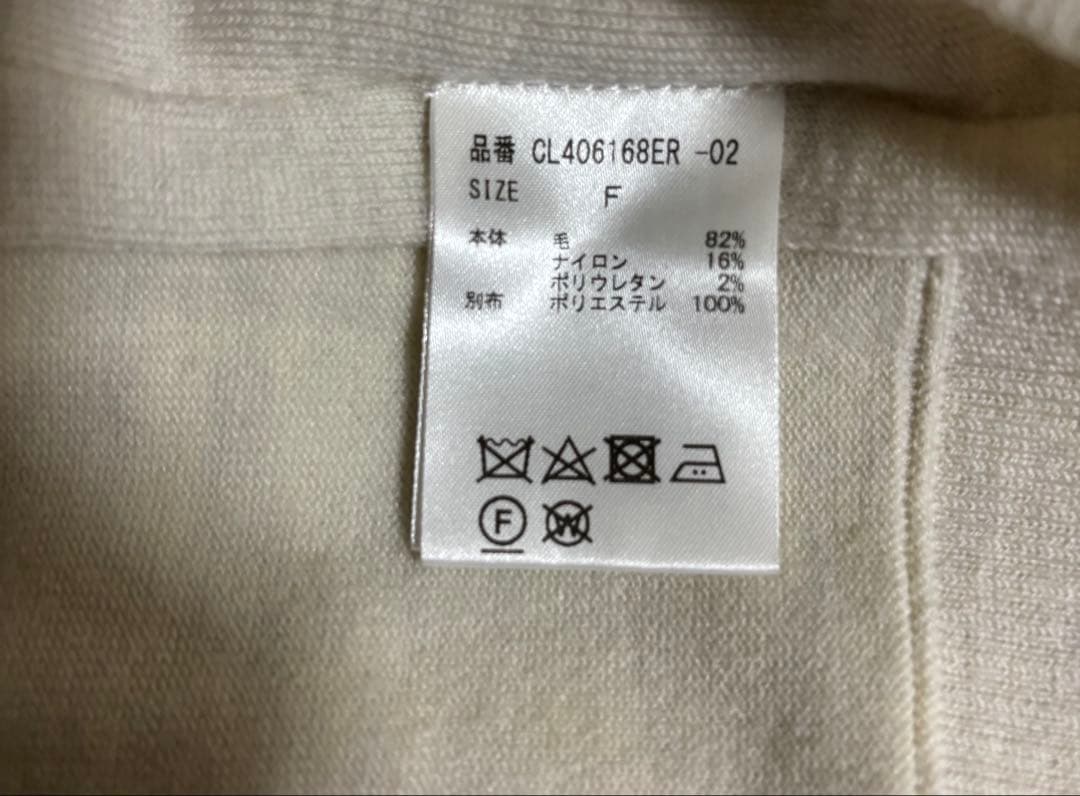 品番 CL406168ER -02
SIZE F
本体 毛 82%
ナイロン 16%
ポリウレタン 2%
別布 ポリエステル 100%
F W